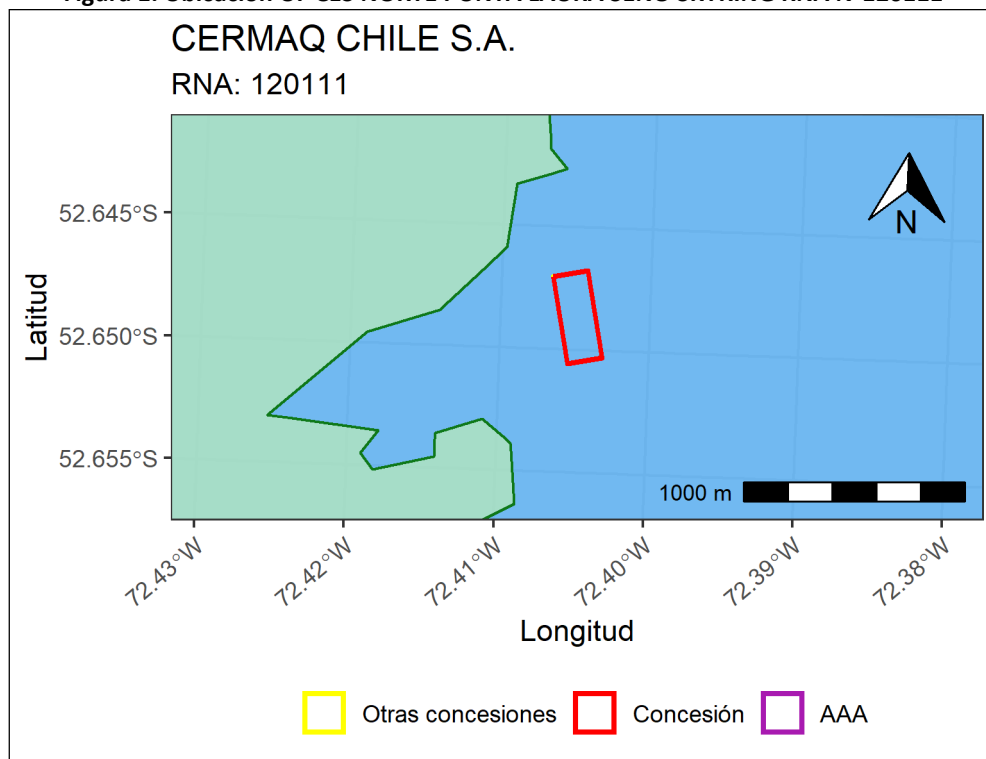 CERMAQ CHILE S.A.
RNA: 120111
52.645°S
52.650°S
52.655°S
Latitud
N
1000 m
72.43°W
72.42°W
72.41°W
72.40°W
72.39°W
72.38°W
Longitud
Otras concesiones
Concesión
AAA